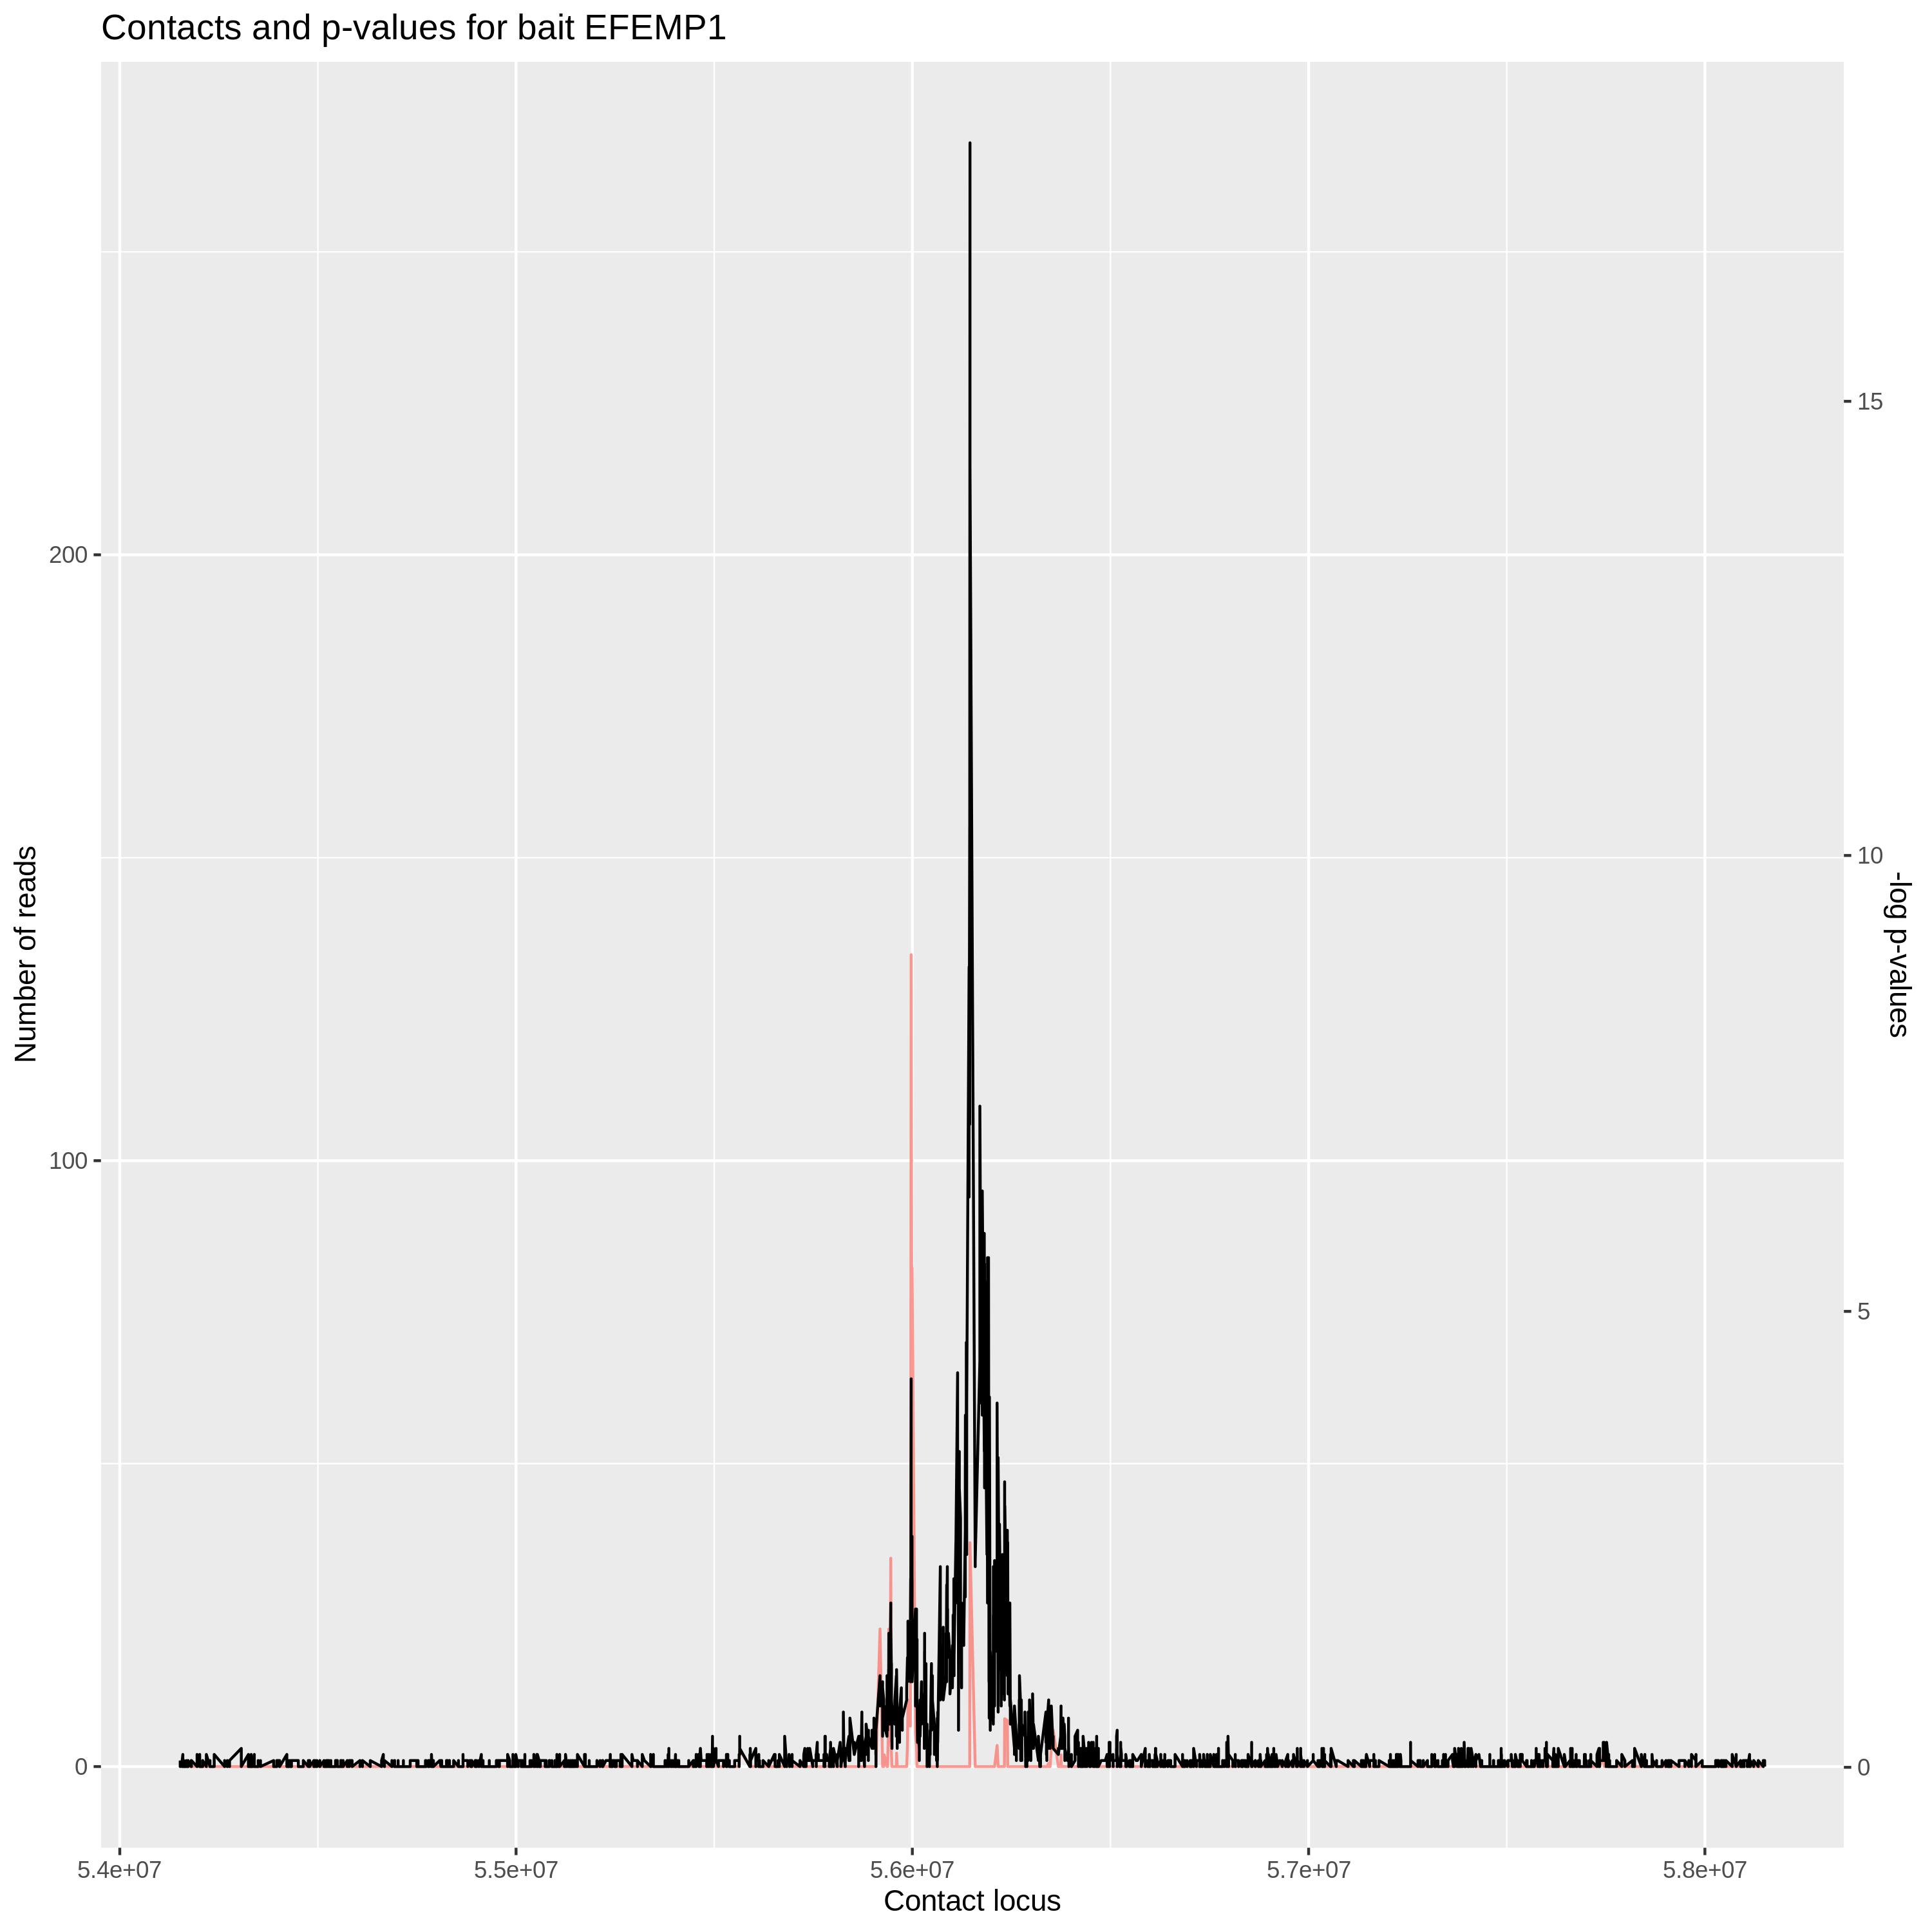 Contacts and p-values for bait EFEMP1
Number of reads
200
100
0
15
10
5
0
-log p-values
5.4e+07
5.5e+07
5.6e+07
5.7e+07
5.8e+07
Contact locus